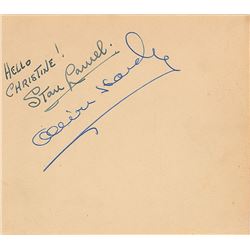 HELLO
CHRISTINE!
Stan Laurel.
Oliver Hardy